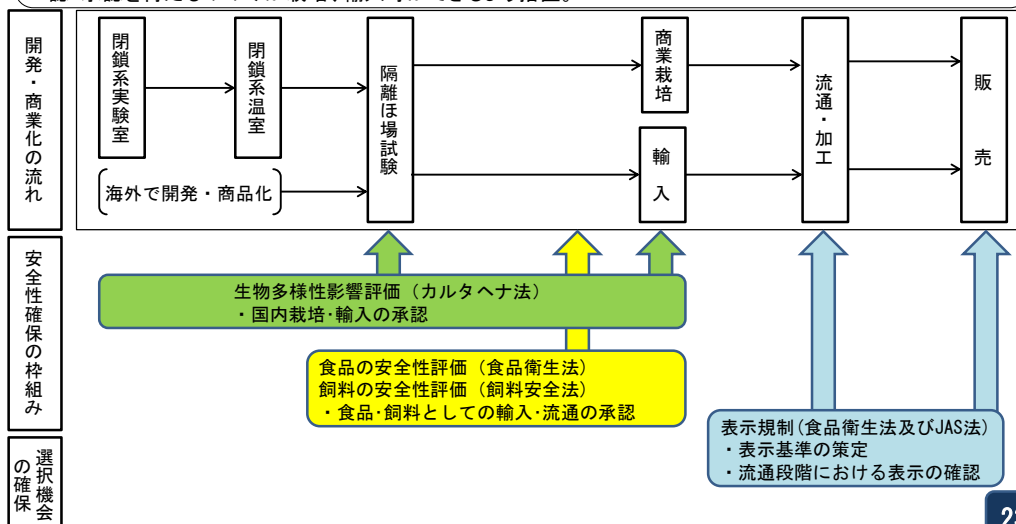 開発・商業化の流れ
閉鎖系実験室
閉鎖系温室
隔離ほ場試験
商業栽培
流通・加工
販売
輸入
海外で開発・商品化
安全性確保の枠組み
生物多様性影響評価（カルタヘナ法）
・国内栽培・輸入の承認
食品の安全性評価（食品衛生法）
飼料の安全性評価（飼料安全法）
・食品・飼料としての輸入・流通の承認
表示規制(食品衛生法及びJAS法)
・表示基準の策定
・流通段階における表示の確認
選択機会
の確保